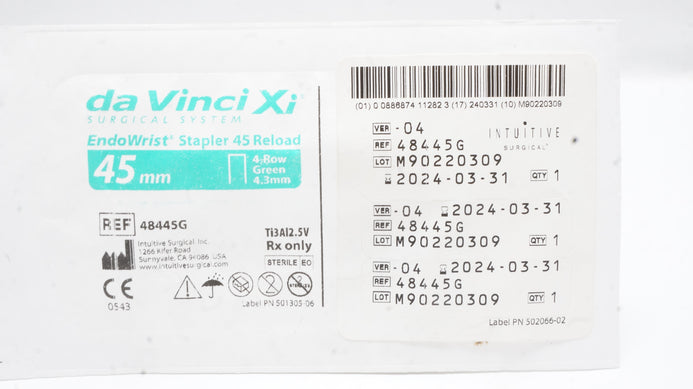 da Vinci Xi
SURGICAL SYSTEM
EndoWrist® Stapler 45 Reload
45 mm
4-Row
Green
4.3mm
REF 48445G
Ti3Al2.5V
Rx only
Intuitive Surgical, Inc.
1266 Kifer Road
Sunnyvale, CA 94086 USA
www.intuitivesurgical.com
STERILE EO
CE
0543
2
Label PN 501305-06
(01) 0 0886874 11282 3 (17) 240331 (10) M90220309
VER -04
INTUITIVE
SURGICAL®
REF 48445G
LOT M90220309
2024-03-31
QTY 1
VER -04 2024-03-31
REF 48445G
LOT M90220309 QTY 1
VER -04 2024-03-31
REF 48445G
LOT M90220309 QTY 1
Label PN 502066-02